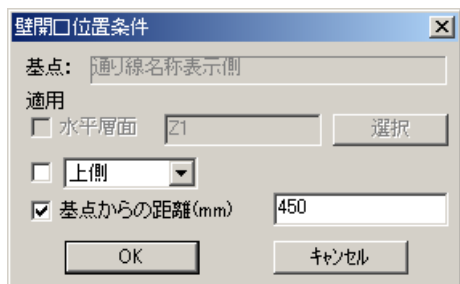 壁開口位置条件
基点: 通り線名称表示側
適用
水平層面 Z1 選択
上側
基点からの距離(mm) 450
OK キャンセル